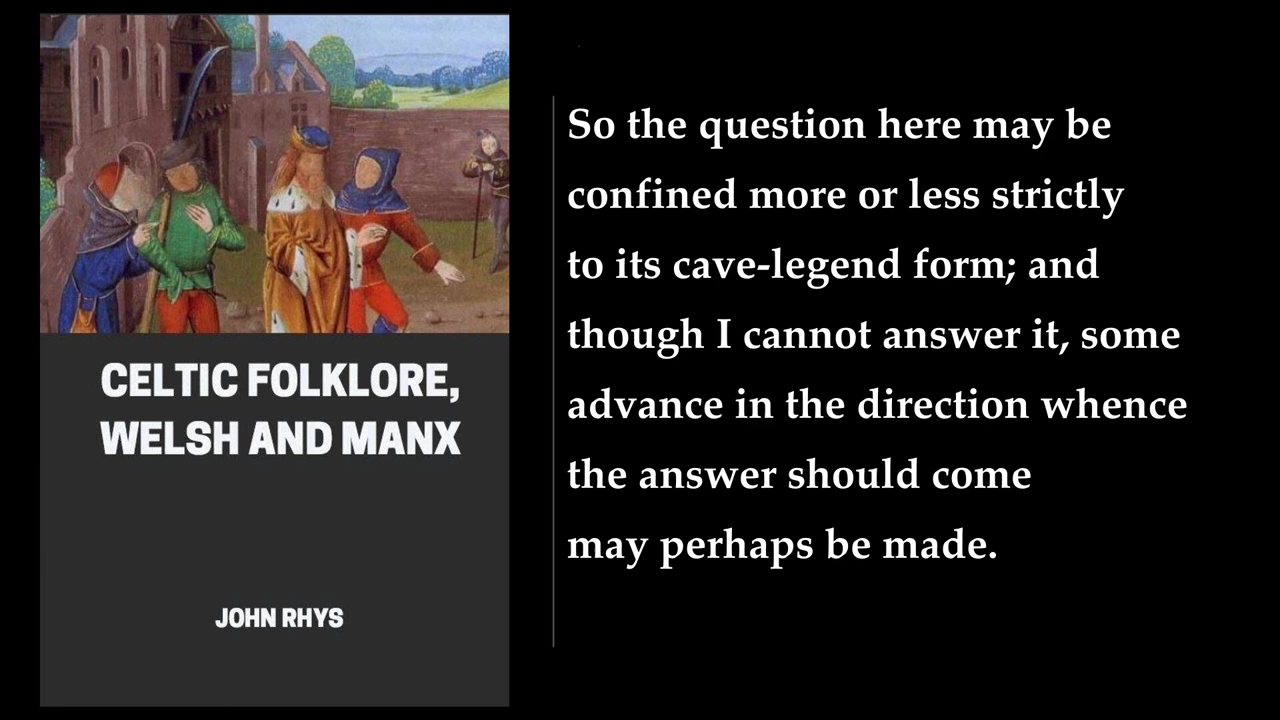 CELTIC FOLKLORE,
WELSH AND MANX
JOHN RHYS
So the question here may be
confined more or less strictly
to its cave-legend form; and
though I cannot answer it, some
advance in the direction whence
the answer should come
may perhaps be made.